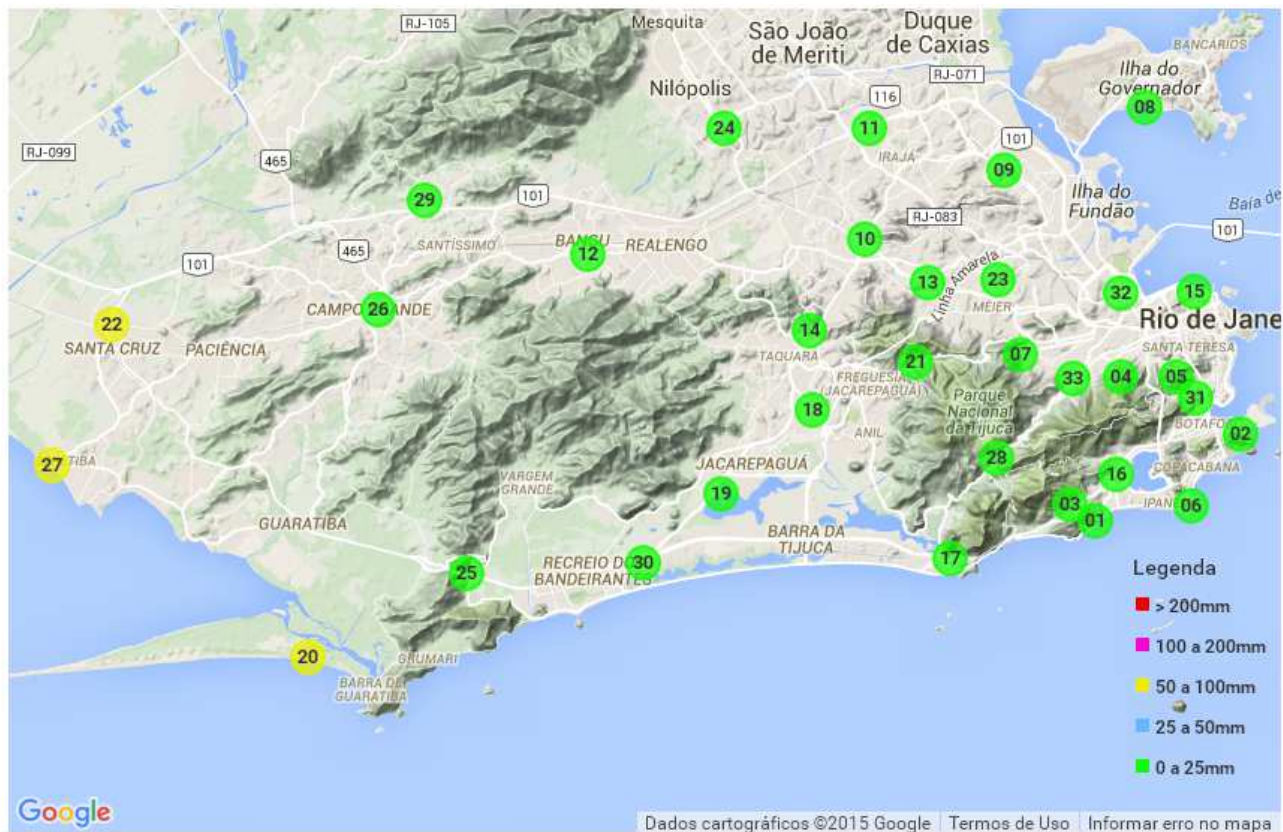 RJ-105
Mesquita
São João
de Meriti
Duque
de Caxias
BANCÁRIOS
RJ-071
Ilha do
Governador
Nilópolis
116
08
24
11
101
RJ-099
465
IRAJÁ
09
Ilha do
Fundão
29
101
RJ-083
Baía de
101
SANTÍSSIMO
BANGU
REALENGO
10
465
12
101
Linha Amarela
13
23
32
15
CAMPO GRANDE
26
MEIER
22
SANTA CRUZ
PACIÊNCIA
14
Rio de Jane
TAQUARA
SANTA TERESA
21
07
FREGUESIA
(JACAREPAGUÁ)
33
04
05
Parque
Nacional
da Tijuca
31
18
BOTAFO
ANIL
02
27
TIBA
JACAREPAGUÁ
28
COPACABANA
VARGEM
GRANDE
16
19
03
IPAN
06
GUARATIBA
01
BARRA DA
TIJUCA
RECREIO DO
BANDEIRANTES
30
17
25
Legenda
> 200mm
100 a 200mm
50 a 100mm
25 a 50mm
0 a 25mm
20
GRUMARI
BARRA DE
GUARATIBA
Google
Dados cartográficos ©2015 Google Termos de Uso Informar erro no mapa